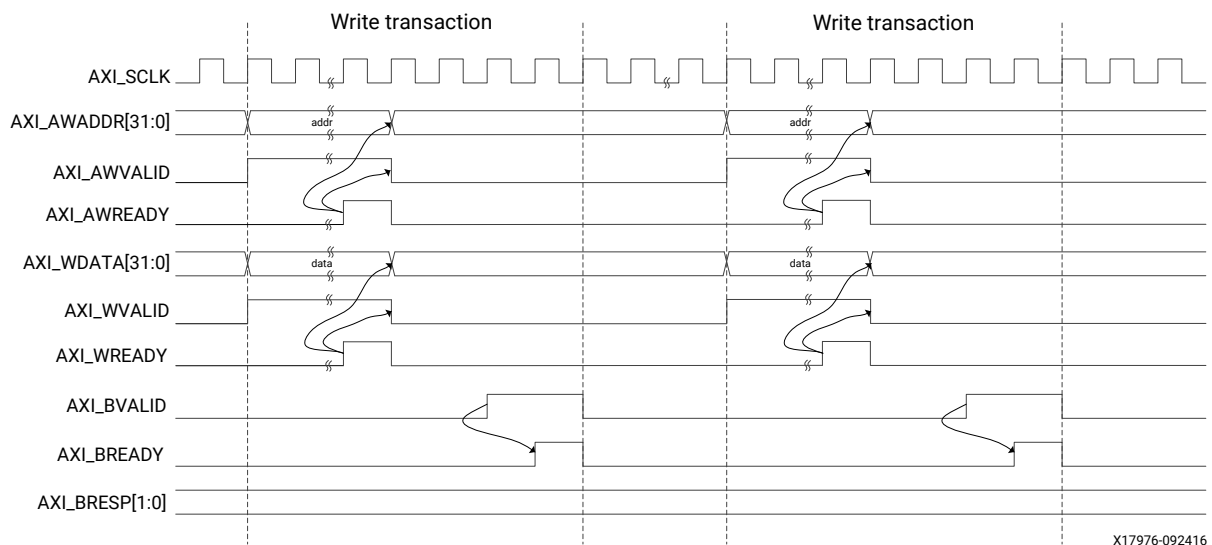 Write transaction
Write transaction
AXI_SCLK
AXI_AWADDR[31:0]
addr
addr
AXI_AWVALID
AXI_AWREADY
AXI_WDATA[31:0]
data
data
AXI_WVALID
AXI_WREADY
AXI_BVALID
AXI_BREADY
AXI_BRESP[1:0]
X17976-092416